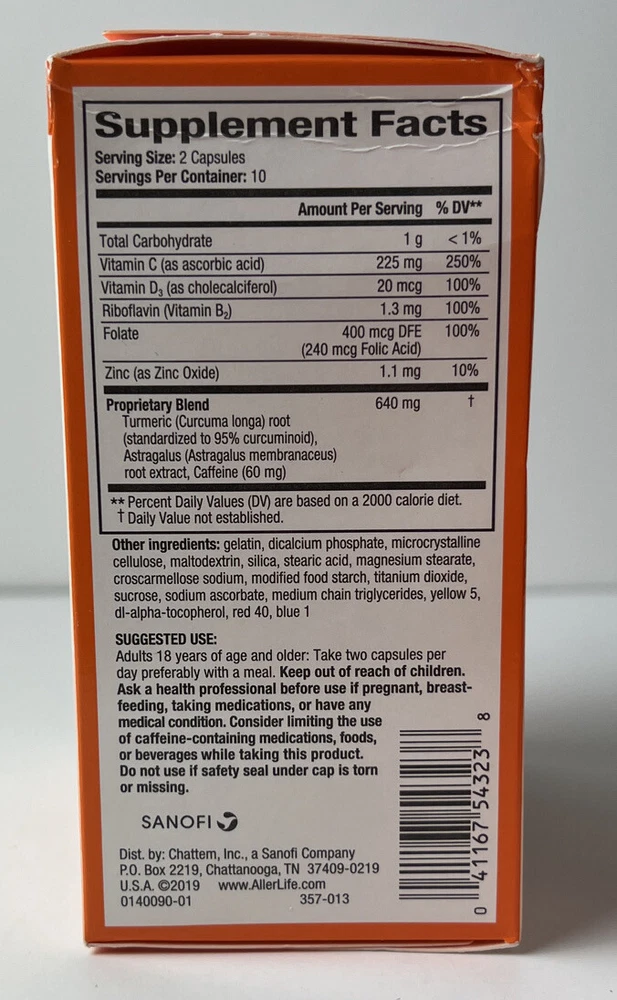 Supplement Facts
Serving Size: 2 Capsules
Servings Per Container: 10
Amount Per Serving % DV**
Total Carbohydrate 1 g < 1%
Vitamin C (as ascorbic acid) 225 mg 250%
Vitamin D3 (as cholecalciferol) 20 mcg 100%
Riboflavin (Vitamin B2) 1.3 mg 100%
Folate 400 mcg DFE 100%
(240 mcg Folic Acid)
Zinc (as Zinc Oxide) 1.1 mg 10%
Proprietary Blend 640 mg †
Turmeric (Curcuma longa) root
(standardized to 95% curcuminoid),
Astragalus (Astragalus membranaceus)
root extract, Caffeine (60 mg)
** Percent Daily Values (DV) are based on a 2000 calorie diet.
† Daily Value not established.
Other ingredients: gelatin, dicalcium phosphate, microcrystalline
cellulose, maltodextrin, silica, stearic acid, magnesium stearate,
croscarmellose sodium, modified food starch, titanium dioxide,
sucrose, sodium ascorbate, medium chain triglycerides, yellow 5,
dl-alpha-tocopherol, red 40, blue 1
SUGGESTED USE:
Adults 18 years of age and older: Take two capsules per
day preferably with a meal. Keep out of reach of children.
Ask a health professional before use if pregnant, breast-
feeding, taking medications, or have any
medical condition. Consider limiting the use
of caffeine-containing medications, foods,
or beverages while taking this product.
Do not use if safety seal under cap is torn
or missing.
SANOFI
Dist. by: Chattem, Inc., a Sanofi Company
P.O. Box 2219, Chattanooga, TN 37409-0219
U.S.A. ©2019 www.AllerLife.com
0140090-01 357-013
0 41167 54323 8